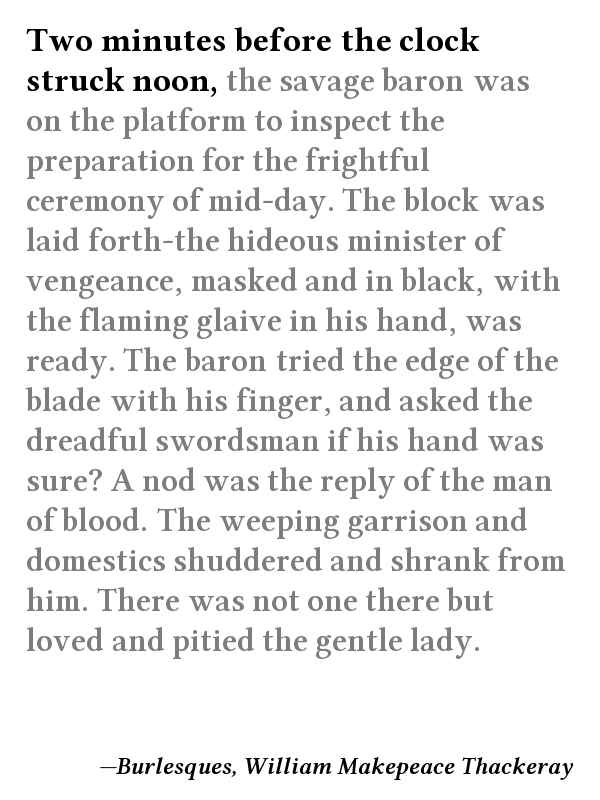 Two minutes before the clock
struck noon, the savage baron was
on the platform to inspect the
preparation for the frightful
ceremony of mid-day. The block was
laid forth-the hideous minister of
vengeance, masked and in black, with
the flaming glaive in his hand, was
ready. The baron tried the edge of the
blade with his finger, and asked the
dreadful swordsman if his hand was
sure? A nod was the reply of the man
of blood. The weeping garrison and
domestics shuddered and shrank from
him. There was not one there but
loved and pitied the gentle lady.
—Burlesques, William Makepeace Thackeray